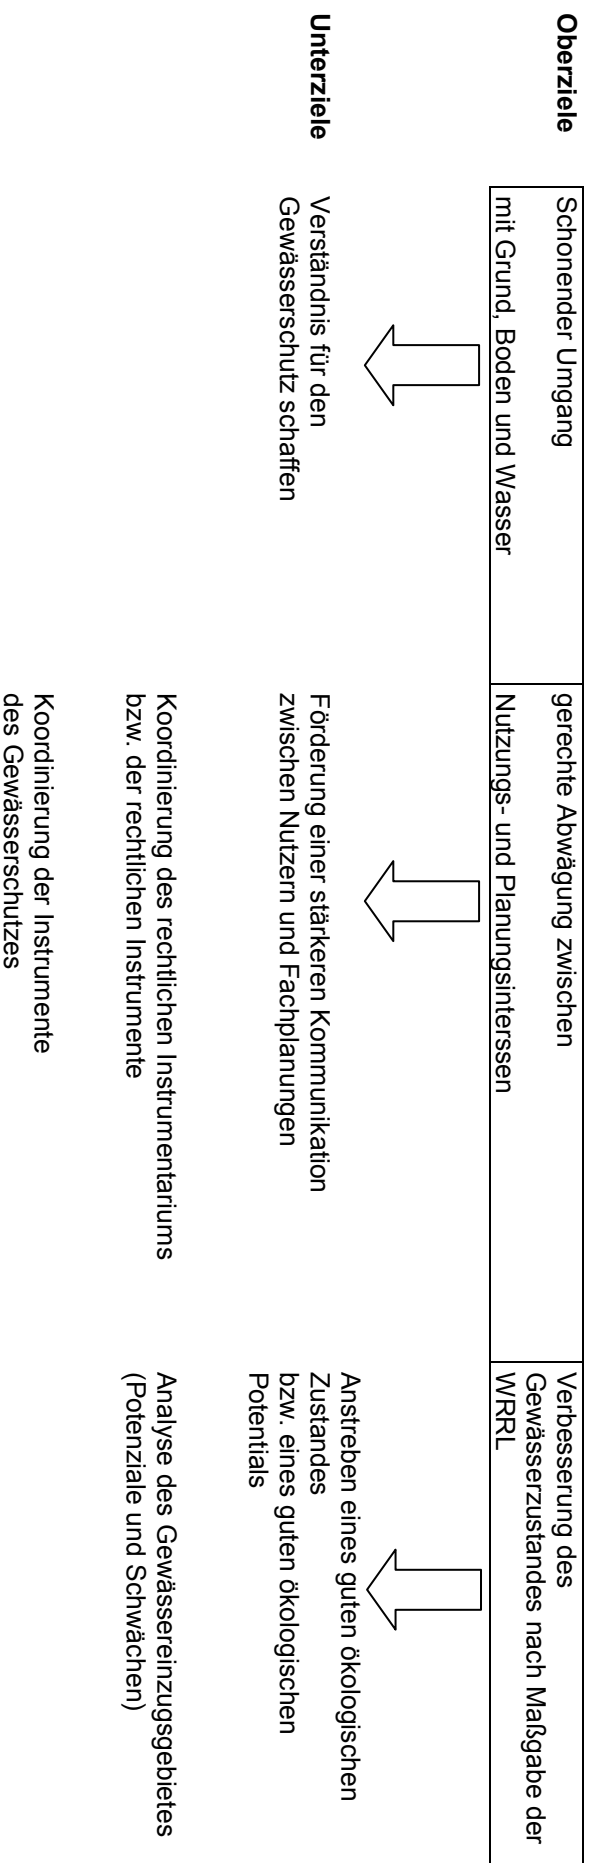 Oberziele
Schonender Umgang
mit Grund, Boden und Wasser
gerechte Abwägung zwischen
Nutzungs- und Planungsinterssen
Verbesserung des
Gewässerzustandes nach Maßgabe der
WRRL
Unterziele
Verständnis für den
Gewässerschutz schaffen
Förderung einer stärkeren Kommunikation
zwischen Nutzern und Fachplanungen
Koordinierung des rechtlichen Instrumentariums
bzw. der rechtlichen Instrumente
Koordinierung der Instrumente
des Gewässerschutzes
Anstreben eines guten ökologischen
Zustandes
bzw. eines guten ökologischen
Potentials
Analyse des Gewässereinzugsgebietes
(Potenziale und Schwächen)